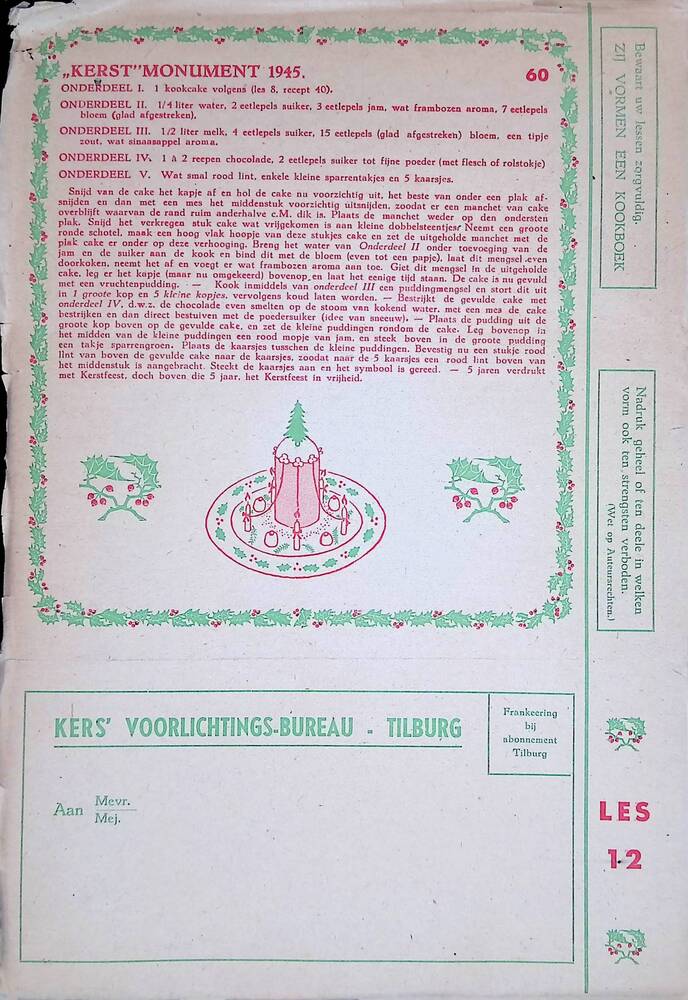 „KERST"MONUMENT 1945. 60
ONDERDEEL I. 1 kookcake volgens (les 8, recept 40).
ONDERDEEL II. 1/4 liter water, 2 eetlepels suiker, 3 eetlepels jam, wat frambozen aroma, 7 eetlepels
bloem (glad afgestreken).
ONDERDEEL III. 1/2 liter melk, 4 eetlepels suiker, 15 eetlepels (glad afgestreken) bloem, een tipje
zout, wat sinaasappel aroma.
ONDERDEEL IV. 1 à 2 reepen chocolade, 2 eetlepels suiker tot fijne poeder (met flesch of rolstokje)
ONDERDEEL V. Wat smal rood lint, enkele kleine sparrentakjes en 5 kaarsjes.
Snijd van de cake het kapje af en hol de cake nu voorzichtig uit, het beste van onder een plak af-
snijden en dan met een mes het middenstuk voorzichtig uitsnijden, zoodat er een manchet van cake
overblijft waarvan de rand ruim anderhalve c.M. dik is. Plaats de manchet weder op den ondersten
plak. Snijd het verkregen stuk cake wat vrijgekomen is aan kleine dobbelsteentjes. Neemt een groote
ronde schotel, maak een hoog vlak hoopje van deze stukjes cake en zet de uitgeholde manchet met de
plak cake er onder op deze verhooging. Breng het water van Onderdeel II onder toevoeging van de
jam en de suiker aan de kook en bind dit met de bloem (even tot een papje), laat dit mengsel even
doorkoken, neemt het af en voegt er wat frambozen aroma aan toe. Giet dit mengsel in de uitgeholde
cake, leg er het kapje (maar nu omgekeerd) bovenop en laat het eenige tijd staan. De cake is nu gevuld
met een vruchtenpudding. — Kook inmiddels van onderdeel III een puddingmengsel en stort dit uit
in 1 groote kop en 5 kleine kopjes, vervolgens koud laten worden. — Bestrijkt de gevulde cake met
onderdeel IV, d.w.z. de chocolade even smelten op de stoom van kokend water, met een mes de cake
bestrijken en dan direct bestuiven met de poedersuiker (idee van sneeuw). — Plaats de pudding uit de
groote kop boven op de gevulde cake, en zet de kleine puddingen rondom de cake. Leg bovenop in
het midden van de kleine puddingen een rood mopje van jam, en steek boven in de groote pudding
een takje sparrengroen. Plaats de kaarsjes tusschen de kleine puddingen. Bevestig nu een stukje rood
lint van boven de gevulde cake naar de kaarsjes, zoodat naar de 5 kaarsjes een rood lint boven van
het middenstuk is aangebracht. Steekt de kaarsjes aan en het symbool is gereed. — 5 jaren verdrukt
met Kerstfeest, doch boven die 5 jaar, het Kerstfeest in vrijheid.
KERS' VOORLICHTINGS-BUREAU - TILBURG
Frankeering
bij
abonnement
Tilburg
Aan Mevr.
Mej.
Bewaart uw lessen zorgvuldig.
ZIJ VORMEN EEN KOOKBOEK
Nadruk geheel of ten deele in welken
vorm ook ten strengsten verboden.
(Wet op Auteursrechten.)
LES
12